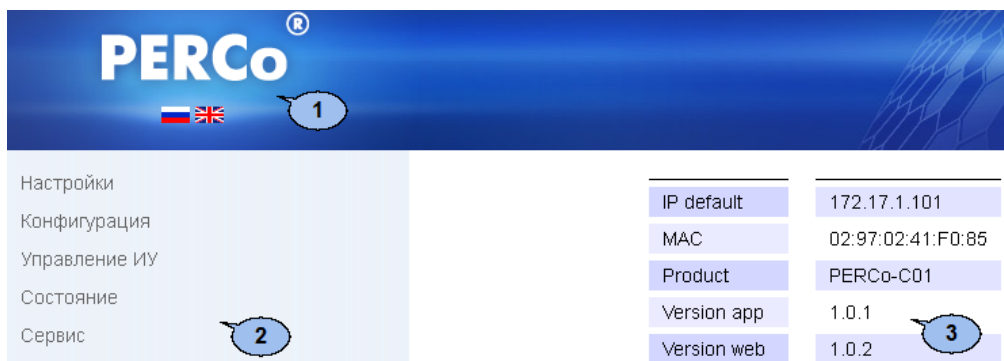 PERCo®
1
Настройки
Конфигурация
Управление ИУ
Состояние
Сервис
2
IP default 172.17.1.101
MAC 02:97:02:41:F0:85
Product PERCo-C01
Version app 1.0.1
Version web 1.0.2
3